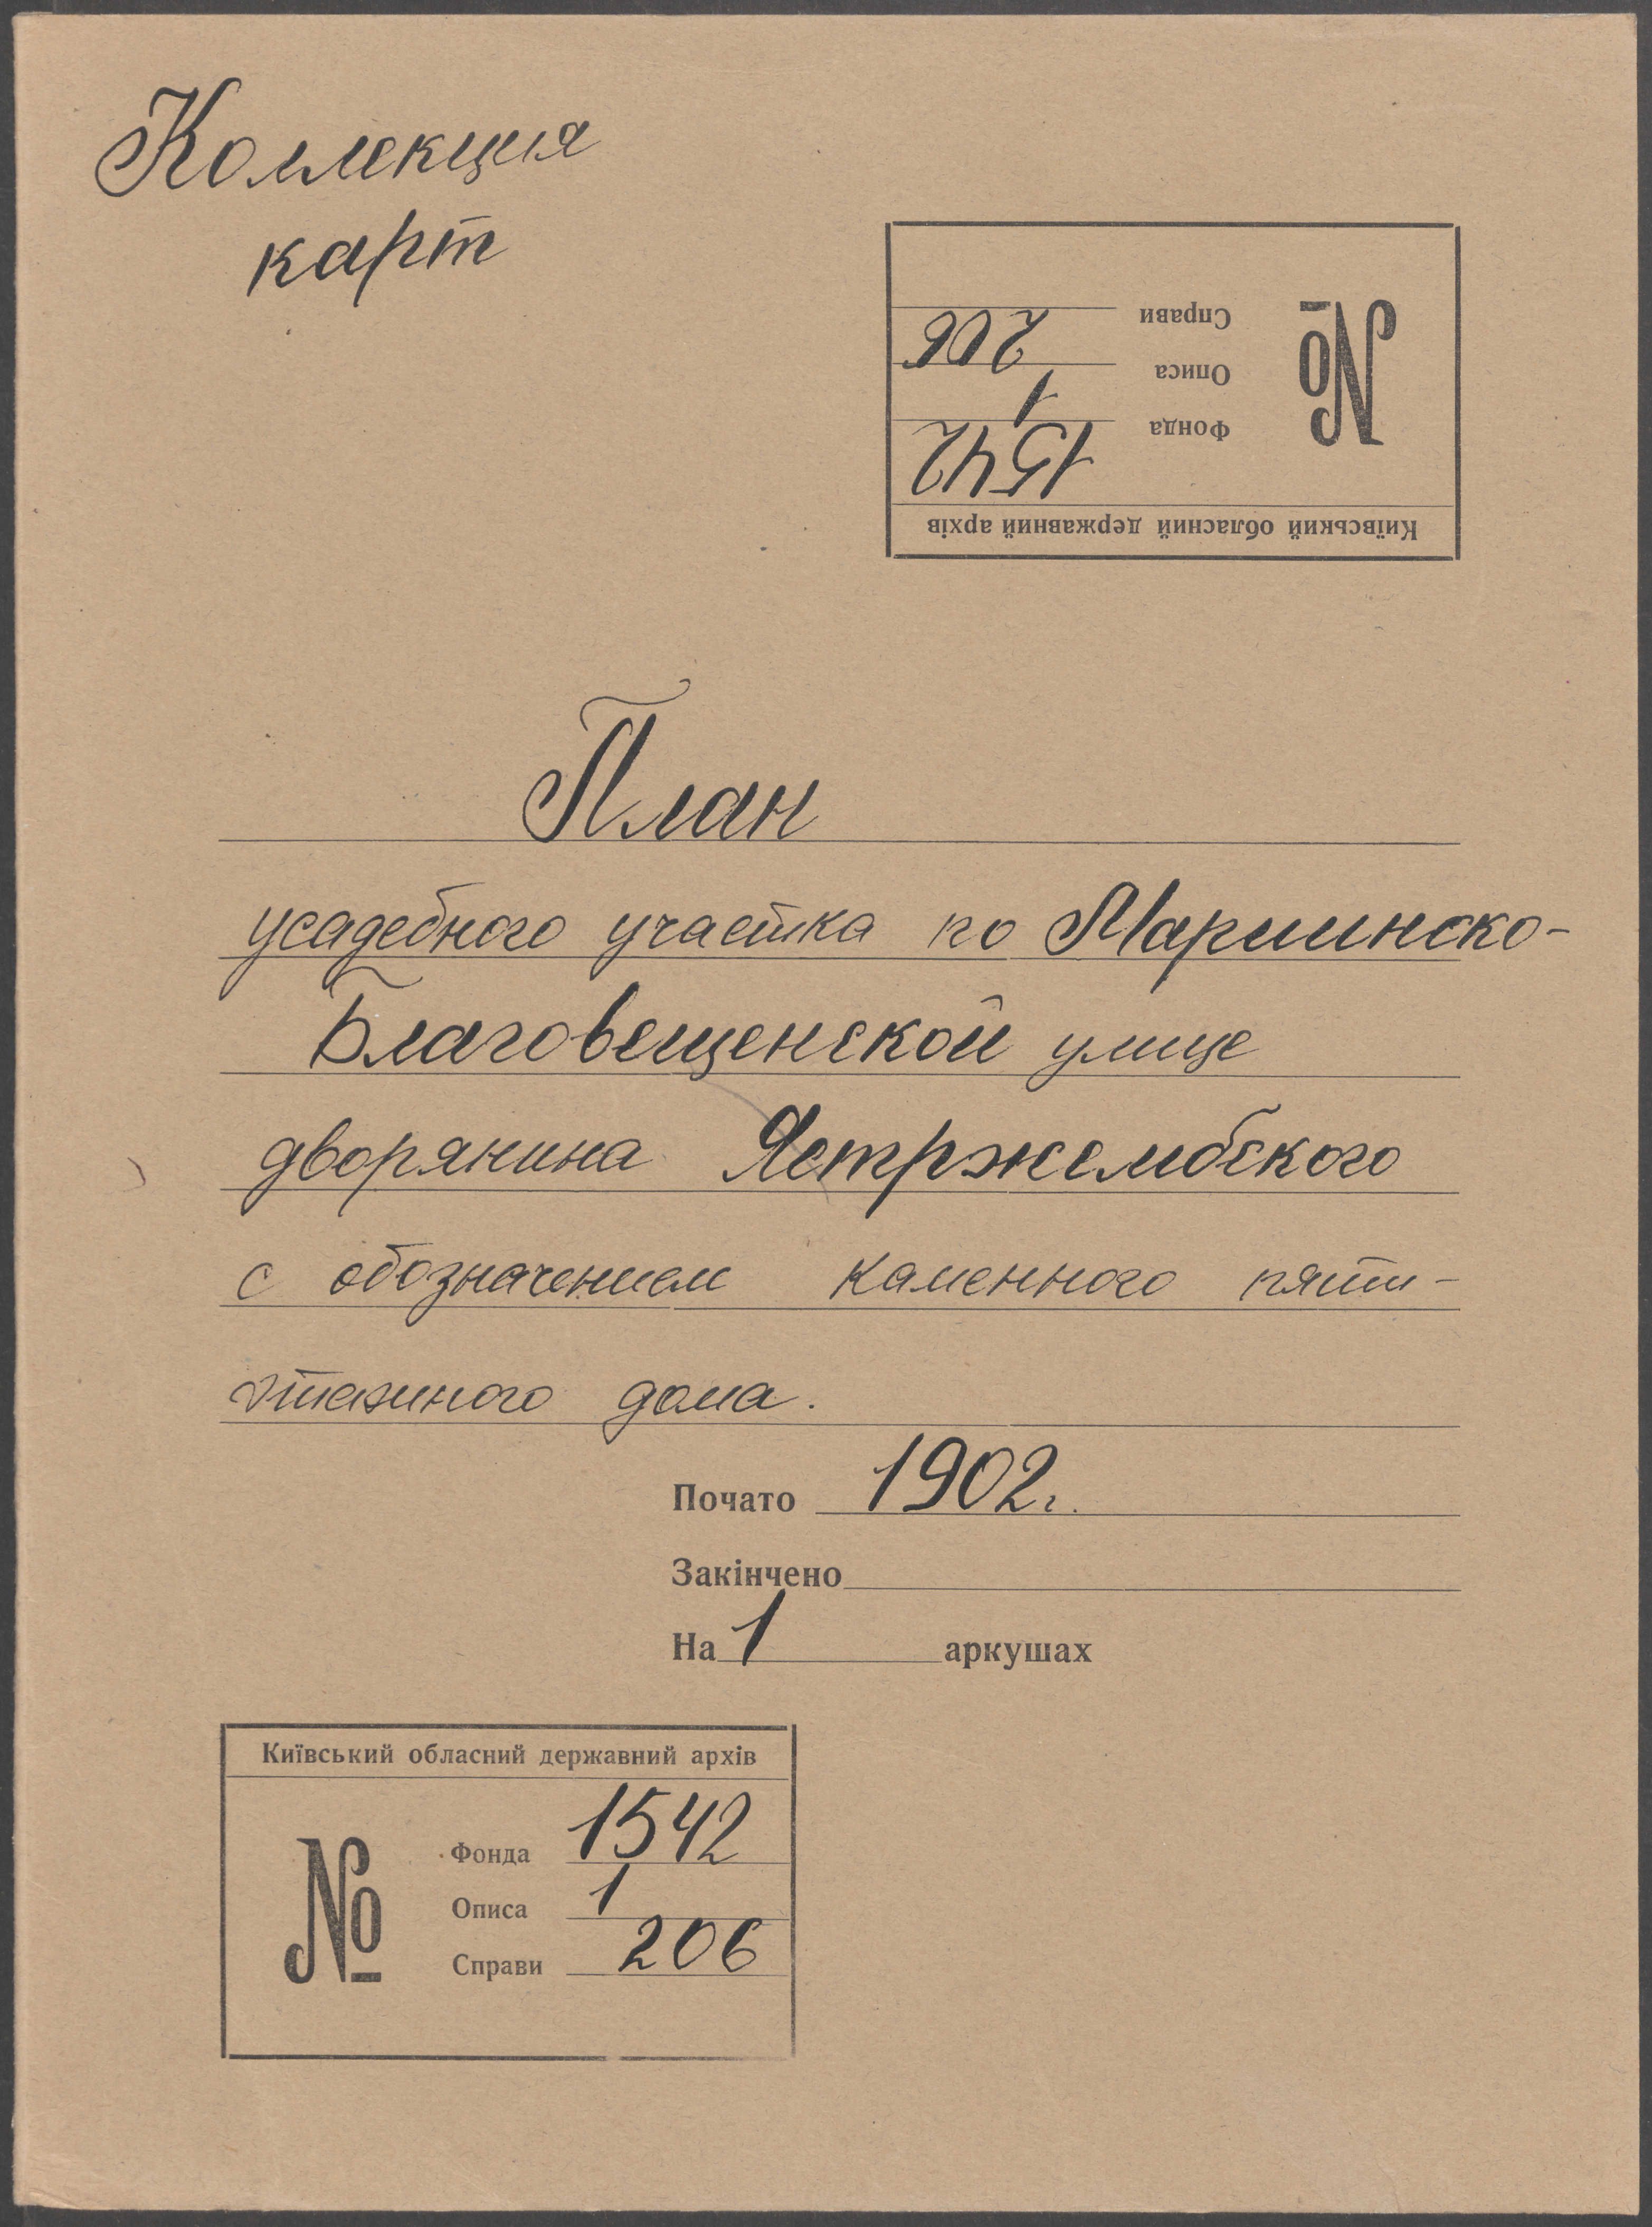 Коллекция
карт
Київський обласний державний архів
№
Фонда 1542
Описа 1
Справи 206
План
усадебного участка по Мариинско-
Благовещенской улице
дворянина Ястржембского
с обозначением каменного пяти-
этажного дома.
Почато 1902г.
Закінчено
На 1 аркушах
Київський обласний державний архів
№
Фонда 1542
Описа 1
Справи 206